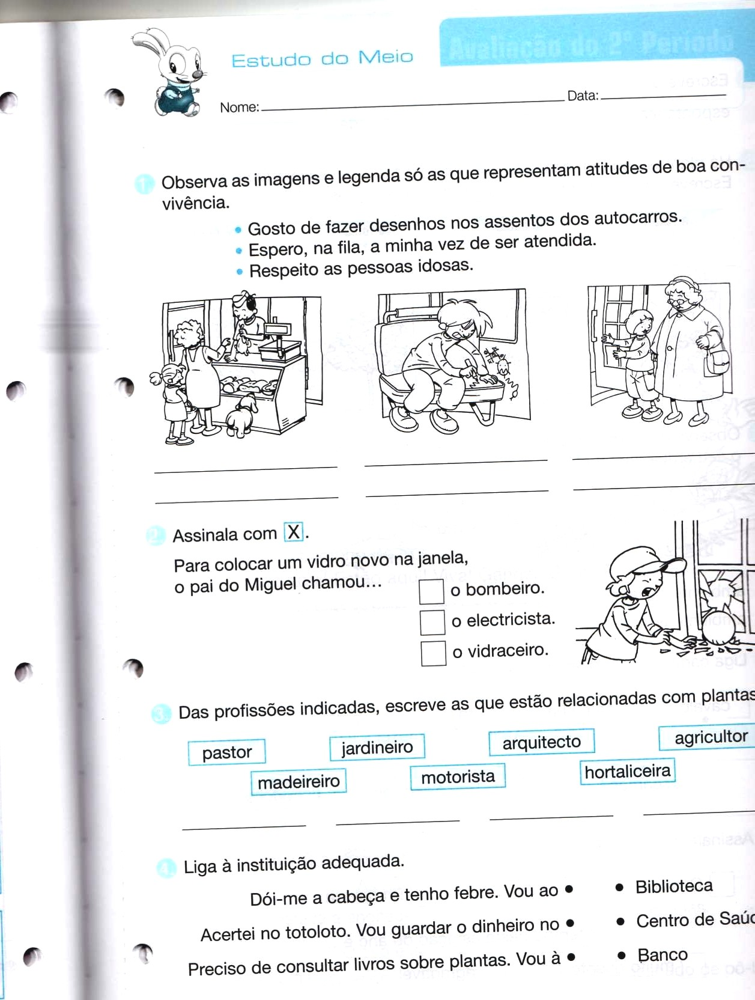 Avaliação do 2º Período
Estudo do Meio
Nome:
Data:
1. Observa as imagens e legenda só as que representam atitudes de boa con-
vivência.
• Gosto de fazer desenhos nos assentos dos autocarros.
• Espero, na fila, a minha vez de ser atendida.
• Respeito as pessoas idosas.
2. Assinala com X.
Para colocar um vidro novo na janela,
o pai do Miguel chamou...
o bombeiro.
o electricista.
o vidraceiro.
3. Das profissões indicadas, escreve as que estão relacionadas com plantas
pastor
jardineiro
arquitecto
agricultor
madeireiro
motorista
hortaliceira
4. Liga à instituição adequada.
Dói-me a cabeça e tenho febre. Vou ao •
• Biblioteca
Acertei no totoloto. Vou guardar o dinheiro no •
• Centro de Saúd
Preciso de consultar livros sobre plantas. Vou à •
• Banco